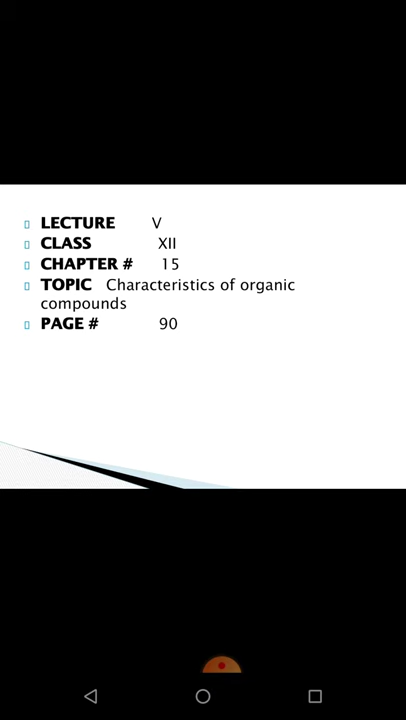 LECTURE V
CLASS XII
CHAPTER # 15
TOPIC Characteristics of organic
compounds
PAGE # 90